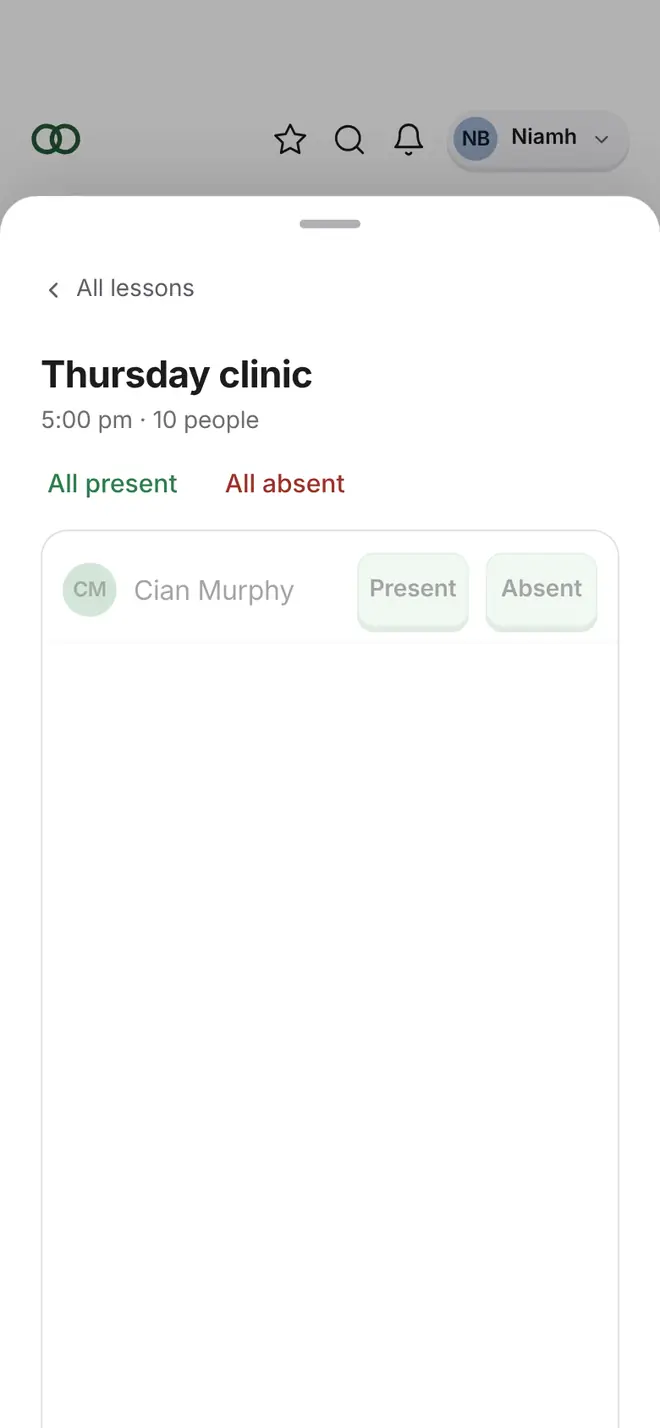 NB Niamh
All lessons
Thursday clinic
5:00 pm · 10 people
All present All absent
CM Cian Murphy Present Absent